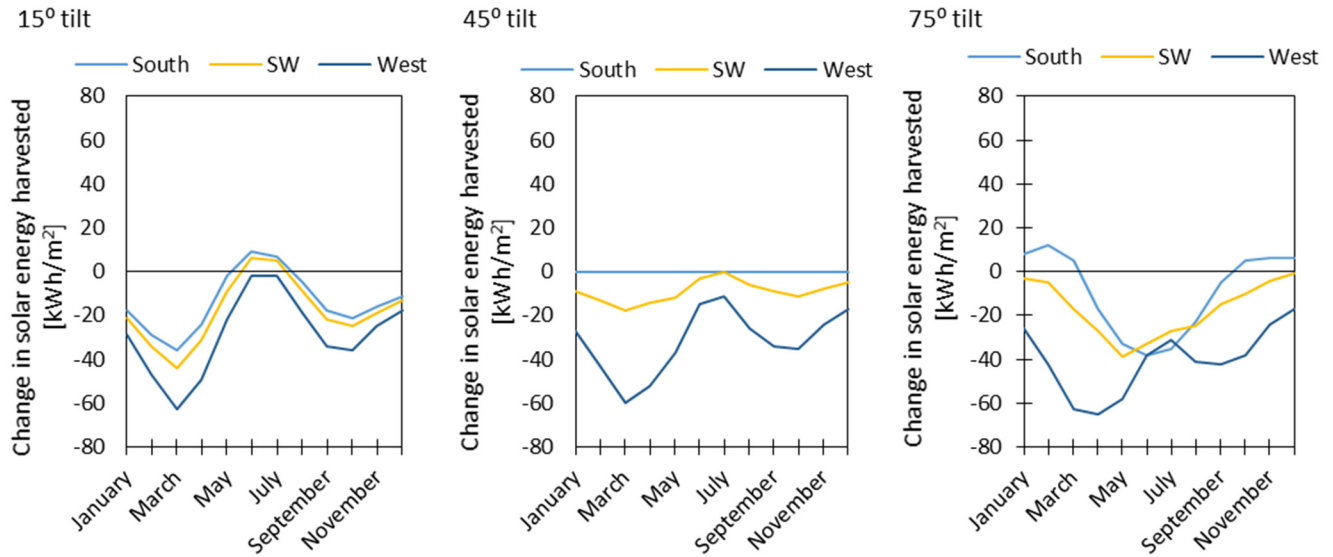 15⁰ tilt
South SW West
Change in solar energy harvested
[kWh/m²]
80
60
40
20
0
-20
-40
-60
-80
January
March
May
July
September
November
45⁰ tilt
South SW West
Change in solar energy harvested
[kWh/m²]
80
60
40
20
0
-20
-40
-60
-80
January
March
May
July
September
November
75⁰ tilt
South SW West
Change in solar energy harvested
[kWh/m²]
80
60
40
20
0
-20
-40
-60
-80
January
March
May
July
September
November